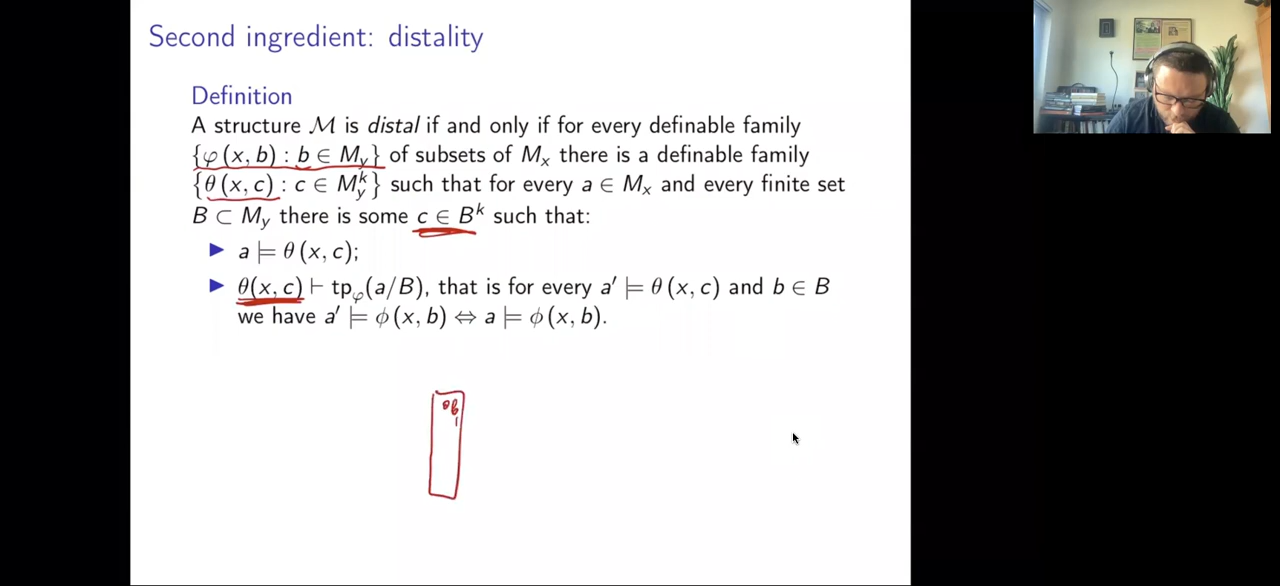 Second ingredient: distality
Definition
A structure ℳ is distal if and only if for every definable family
{φ(x, b) : b ∈ M_y} of subsets of M_x there is a definable family
{θ(x, c) : c ∈ M_y^k} such that for every a ∈ M_x and every finite set
B ⊂ M_y there is some c ∈ B^k such that:
▶ a ⊨ θ(x, c);
▶ θ(x, c) ⊢ tp_φ(a/B), that is for every a′ ⊨ θ(x, c) and b ∈ B
we have a′ ⊨ ϕ(x, b) ⇔ a ⊨ ϕ(x, b).